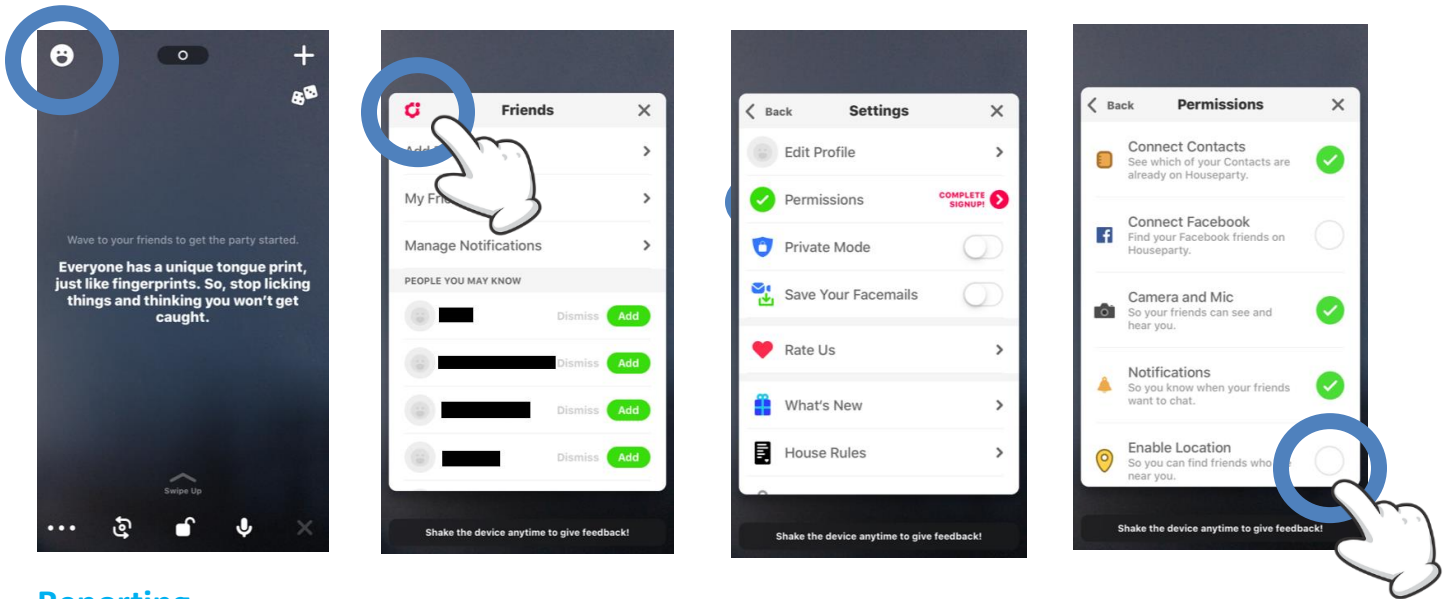 Wave to your friends to get the party started.
Everyone has a unique tongue print,
just like fingerprints. So, stop licking
things and thinking you won't get
caught.
Swipe Up
Friends
Add
My Frie
Manage Notifications
PEOPLE YOU MAY KNOW
Dismiss Add
Dismiss Add
Dismiss Add
Dismiss Add
Shake the device anytime to give feedback!
Back Settings
Edit Profile
Permissions COMPLETE
SIGNUP!
Private Mode
Save Your Facemails
Rate Us
What's New
House Rules
Shake the device anytime to give feedback!
Back Permissions
Connect Contacts
See which of your Contacts are
already on Houseparty.
Connect Facebook
Find your Facebook friends on
Houseparty.
Camera and Mic
So your friends can see and
hear you.
Notifications
So you know when your friends
want to chat.
Enable Location
So you can find friends who
near you.
Shake the device anytime to give feedback!
Reporting